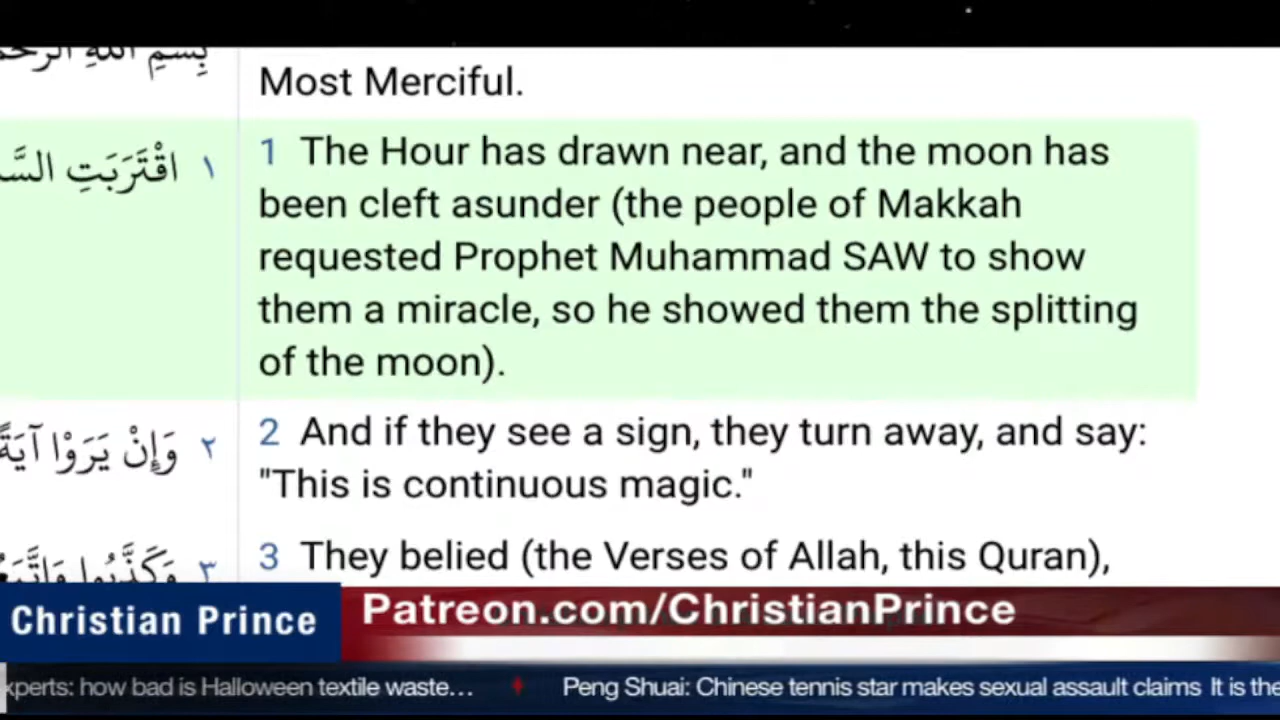 Most Merciful.
١ اقْتَرَبَتِ
1 The Hour has drawn near, and the moon has
been cleft asunder (the people of Makkah
requested Prophet Muhammad SAW to show
them a miracle, so he showed them the splitting
of the moon).
٢ وَإِنْ يَرَوْا آيَةً
2 And if they see a sign, they turn away, and say:
"This is continuous magic."
٣ وَكَذَّبُوا
3 They belied (the Verses of Allah, this Quran),
Christian Prince
Patreon.com/ChristianPrince
xperts: how bad is Halloween textile waste... Peng Shuai: Chinese tennis star makes sexual assault claims It is the